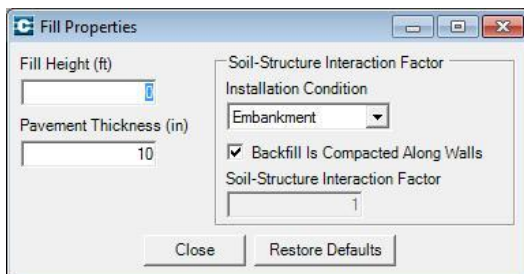 Fill Properties
Fill Height (ft)
0
Pavement Thickness (in)
10
Soil-Structure Interaction Factor
Installation Condition
Embankment
Backfill Is Compacted Along Walls
Soil-Structure Interaction Factor
1
Close Restore Defaults